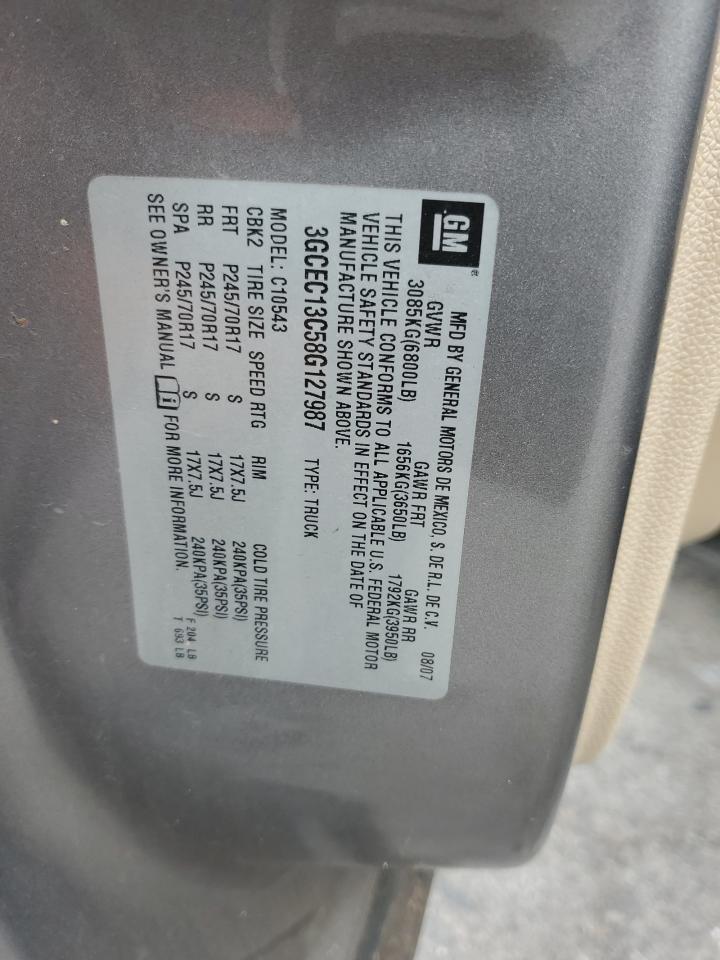 GM ®
MFD BY GENERAL MOTORS DE MEXICO, S. DE R.L. DE C.V. 08/07
GVWR GAWR FRT GAWR RR
3085KG(6800LB) 1656KG(3650LB) 1792KG(3950LB)
THIS VEHICLE CONFORMS TO ALL APPLICABLE U.S. FEDERAL MOTOR
VEHICLE SAFETY STANDARDS IN EFFECT ON THE DATE OF
MANUFACTURE SHOWN ABOVE.
3GCEC13C58G127987 TYPE: TRUCK
MODEL: C10543
CBK2 TIRE SIZE SPEED RTG RIM COLD TIRE PRESSURE
FRT P245/70R17 S 17X7.5J 240KPA(35PSI)
RR P245/70R17 S 17X7.5J 240KPA(35PSI)
SPA P245/70R17 S 17X7.5J 240KPA(35PSI)
SEE OWNER'S MANUAL FOR MORE INFORMATION.
F 204 LB
T 693 LB